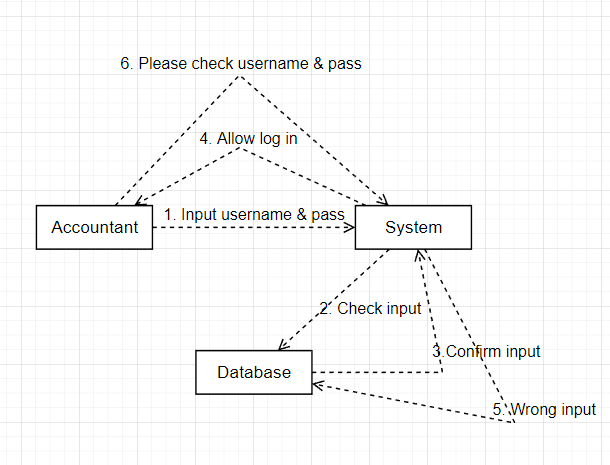 6. Please check username & pass
4. Allow log in
1. Input username & pass
Accountant
System
2. Check input
3.Confirm input
Database
5. Wrong input